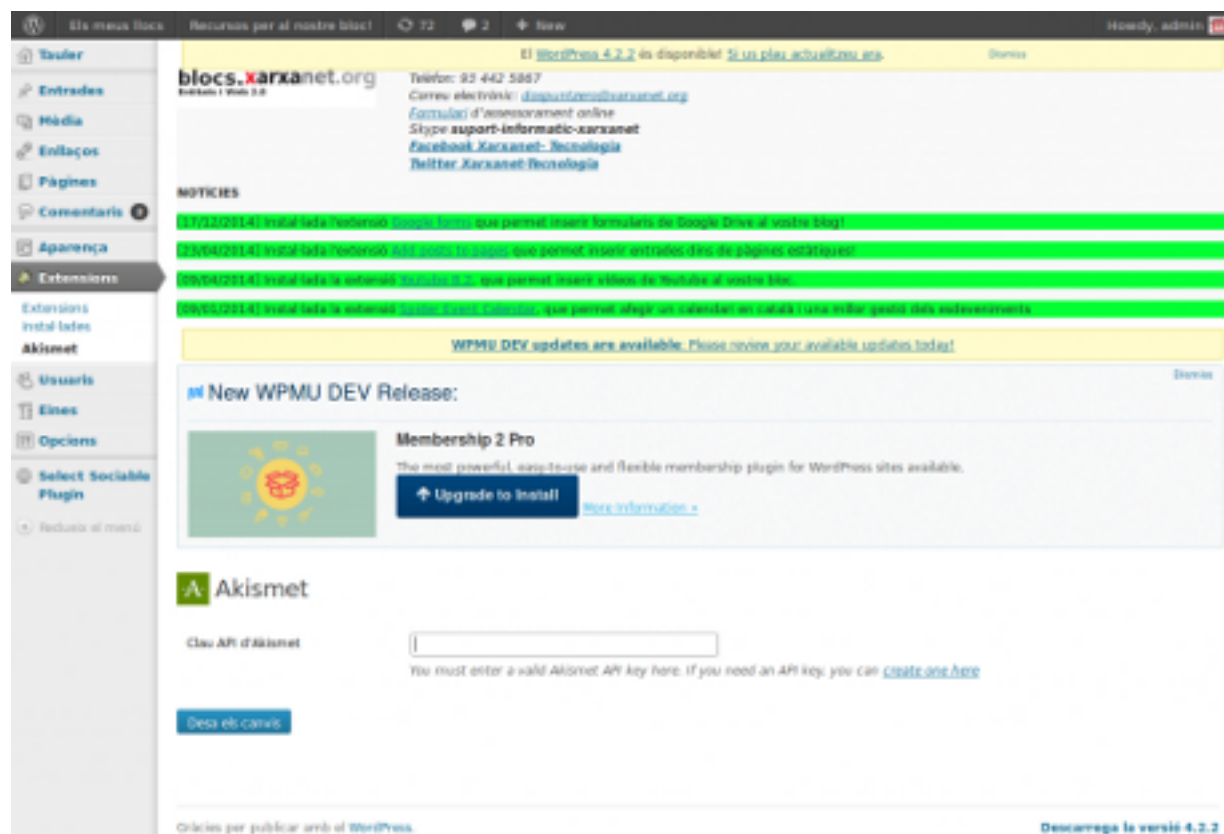 Els meus llocs Recursos per al nostre bloc! 72 2 + New Howdy, admin
Tauler
Entrades
Mèdia
Enllaços
Pàgines
Comentaris
Aparença
Extensions
Extensions
instal·lades
Akismet
Usuaris
Eines
Opcions
Select Sociable
Plugin
Redueix el menú
El WordPress 4.2.2 és disponible! Si us plau actualitzeu ara. Dismiss
blocs.xarxanet.org
Entitats i Web 2.0
Telèfon: 93 442 5867
Correu electrònic: dospuntzero@xarxanet.org
Formulari d'assessorament online
Skype suport-informatic-xarxanet
Facebook Xarxanet- Tecnologia
Twitter Xarxanet-Tecnologia
NOTÍCIES
[17/12/2014] Instal·lada l'extensió Google forms que permet inserir formularis de Google Drive al vostre blog!
[23/04/2014] Instal·lada l'extensió Add posts to pages que permet inserir entrades dins de pàgines estàtiques!
[09/04/2014] Instal·lada la extensió Youtube 8.2, que permet inserir vídeos de Youtube al vostre bloc.
[09/01/2014] Instal·lada la extensió Spider Event Calendar, que permet afegir un calendari en català i una millor gestió dels esdeveniments
WPMU DEV updates are available: Please review your available updates today!
Dismiss
New WPMU DEV Release:
Membership 2 Pro
The most powerful, easy-to-use and flexible membership plugin for WordPress sites available.
Upgrade to Install More Information »
A Akismet
Clau API d'Akismet
You must enter a valid Akismet API key here. If you need an API key, you can create one here
Desa els canvis
Gràcies per publicar amb el WordPress. Descarrega la versió 4.2.2